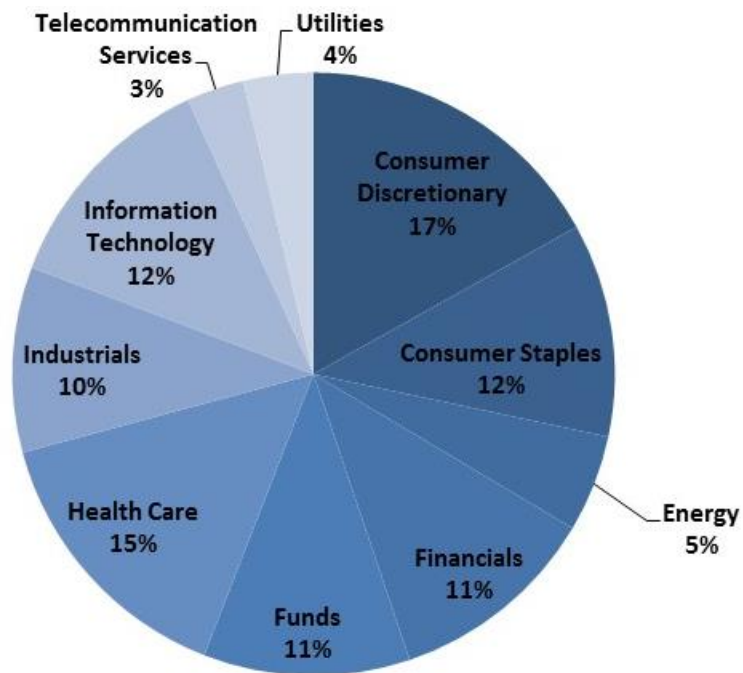 Telecommunication
Services
3%
Utilities
4%
Consumer
Discretionary
17%
Consumer Staples
12%
Energy
5%
Financials
11%
Funds
11%
Health Care
15%
Industrials
10%
Information
Technology
12%